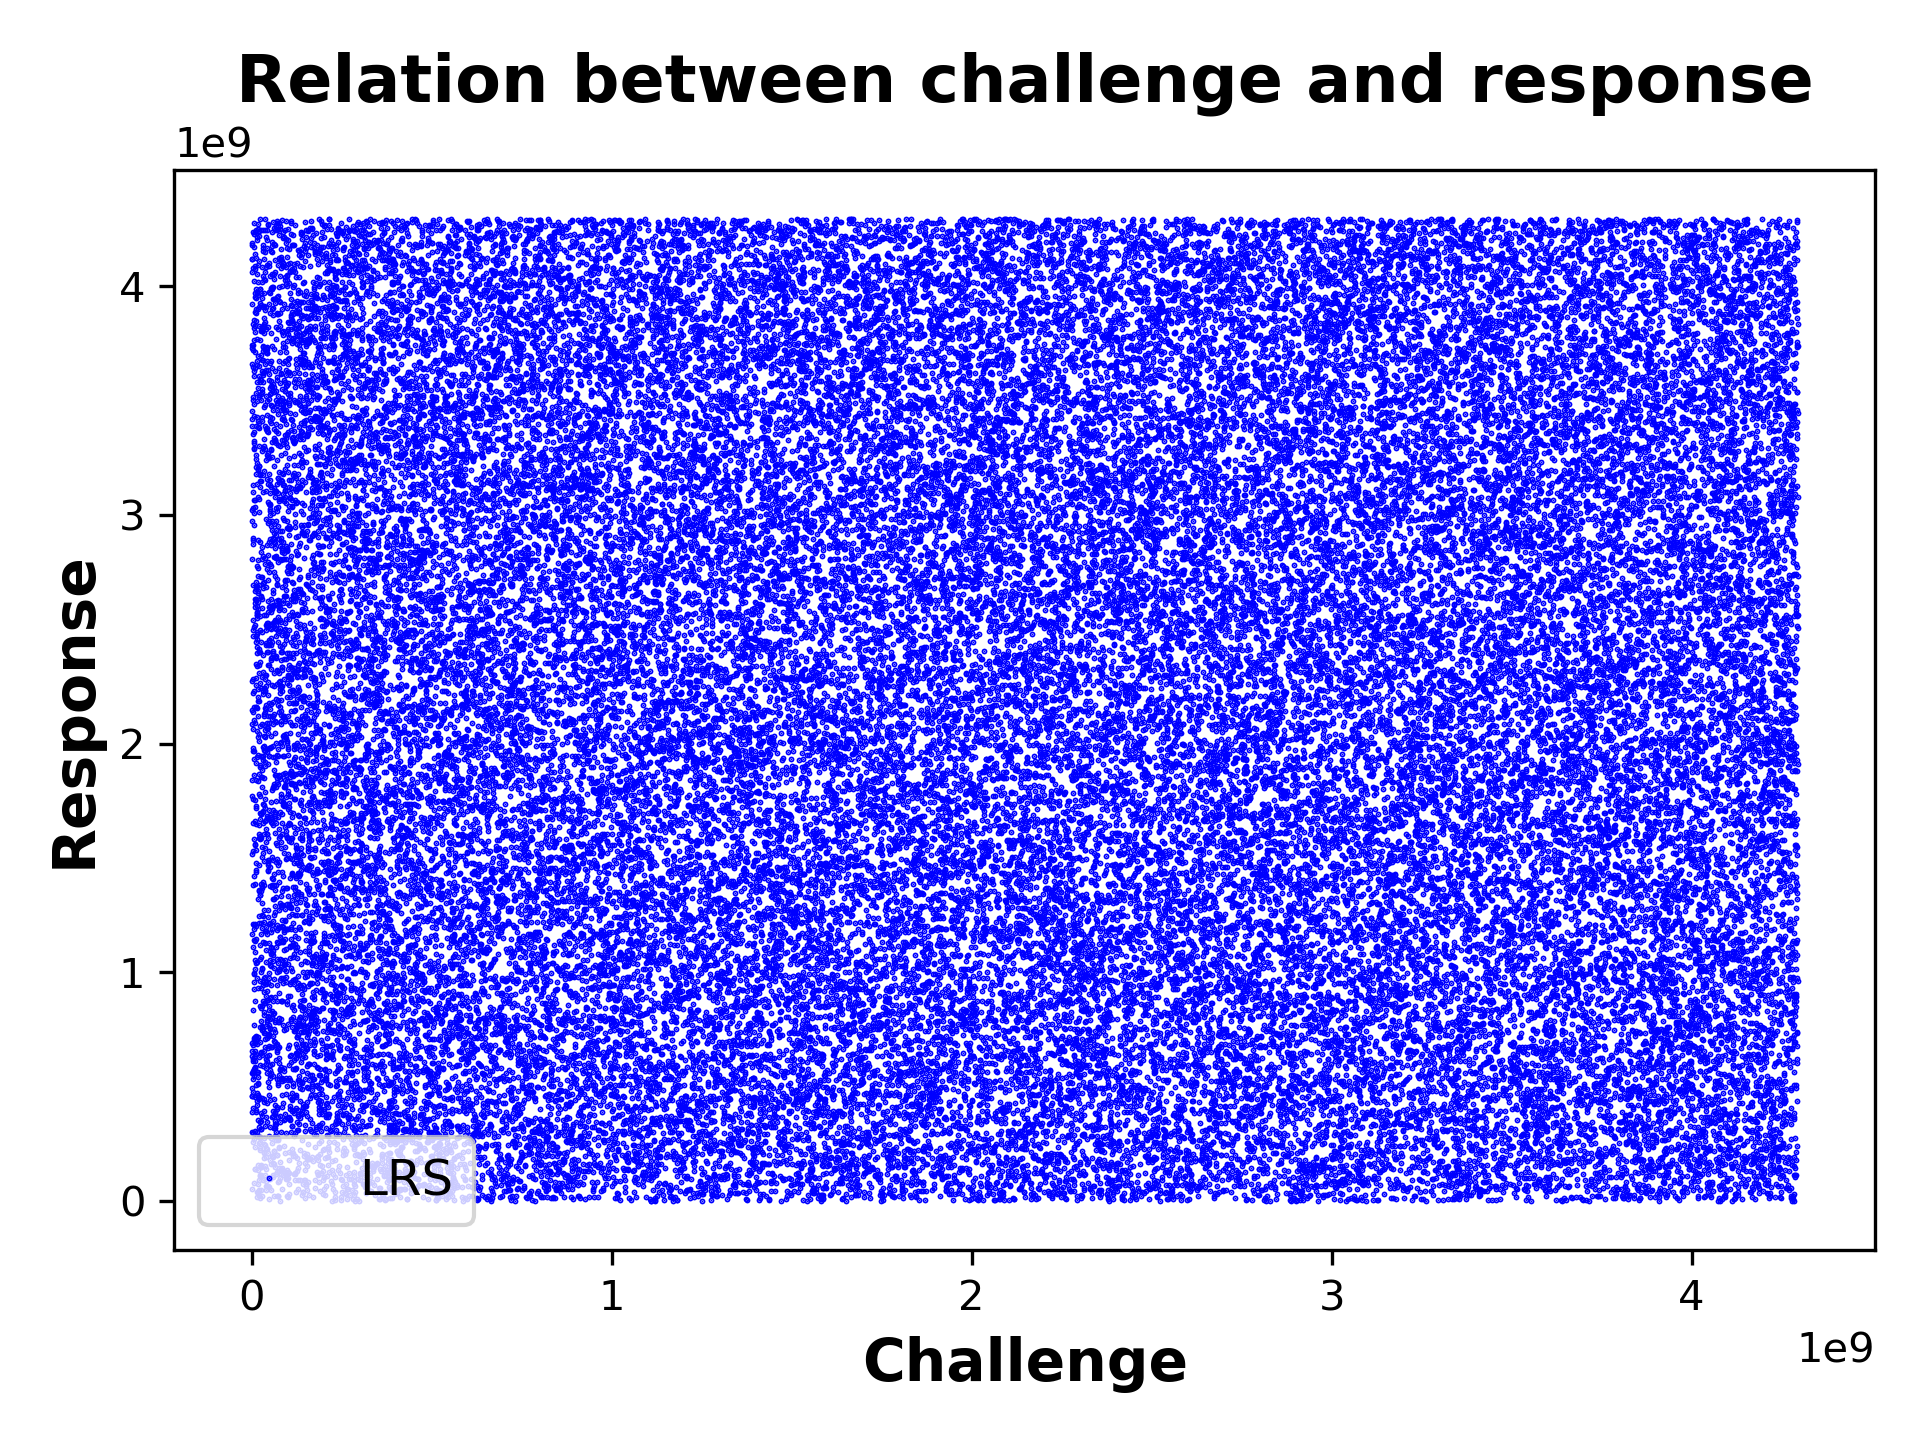 Relation between challenge and response
1e9
4
3
2
1
0
Response
LRS
0 1 2 3 4
1e9
Challenge